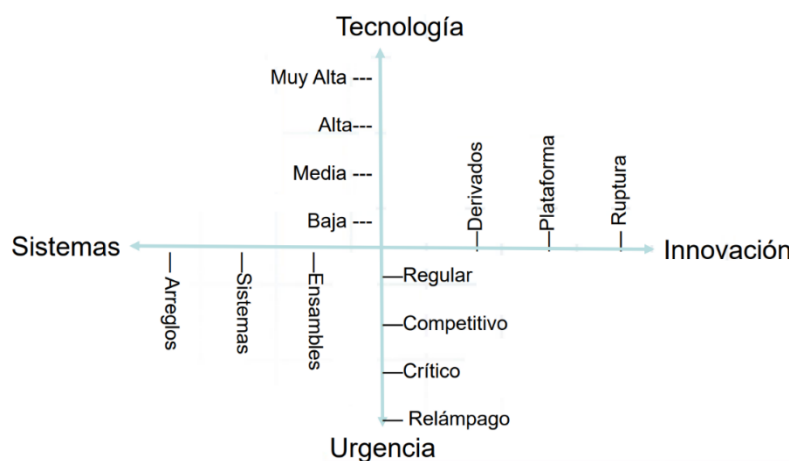 Tecnología
Muy Alta ---
Alta---
Media ---
Baja---
Derivados
Plataforma
Ruptura
Sistemas
Innovación
Arreglos
Sistemas
Ensambles
Regular
Competitivo
Crítico
Relámpago
Urgencia